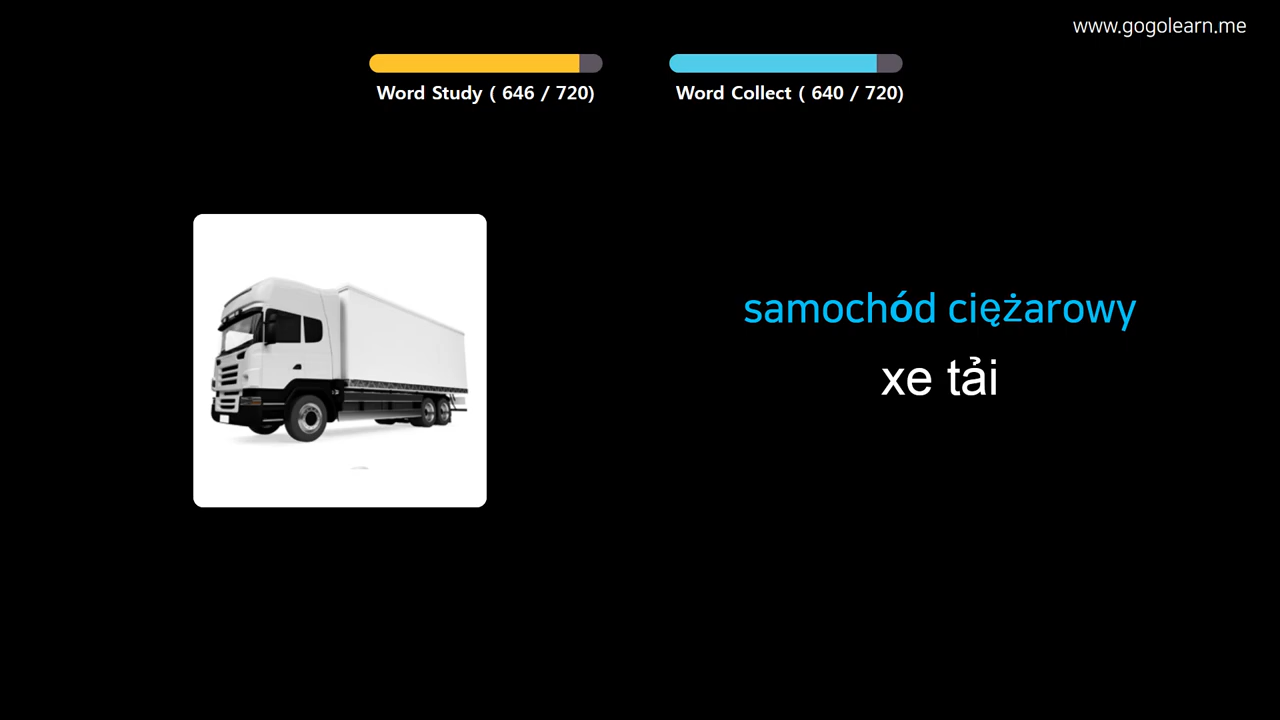 www.gogolearn.me
Word Study ( 646 / 720)
Word Collect ( 640 / 720)
samochód ciężarowy
xe tải